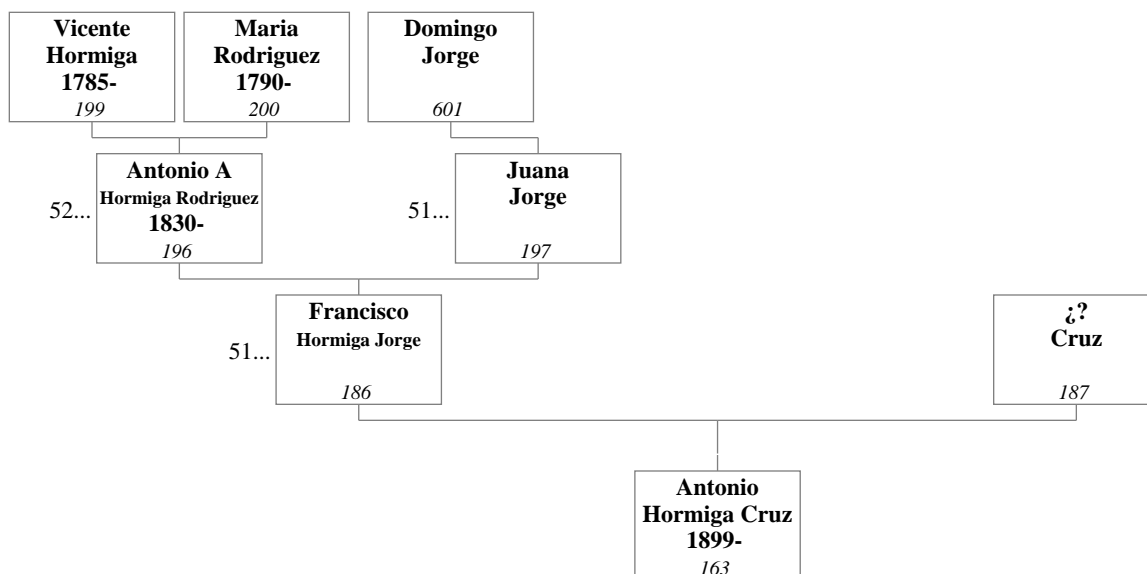 Vicente
Hormiga
1785-
199
Maria
Rodriguez
1790-
200
Domingo
Jorge
601
52...
Antonio A
Hormiga Rodriguez
1830-
196
51...
Juana
Jorge
197
51...
Francisco
Hormiga Jorge
186
¿?
Cruz
187
Antonio
Hormiga Cruz
1899-
163